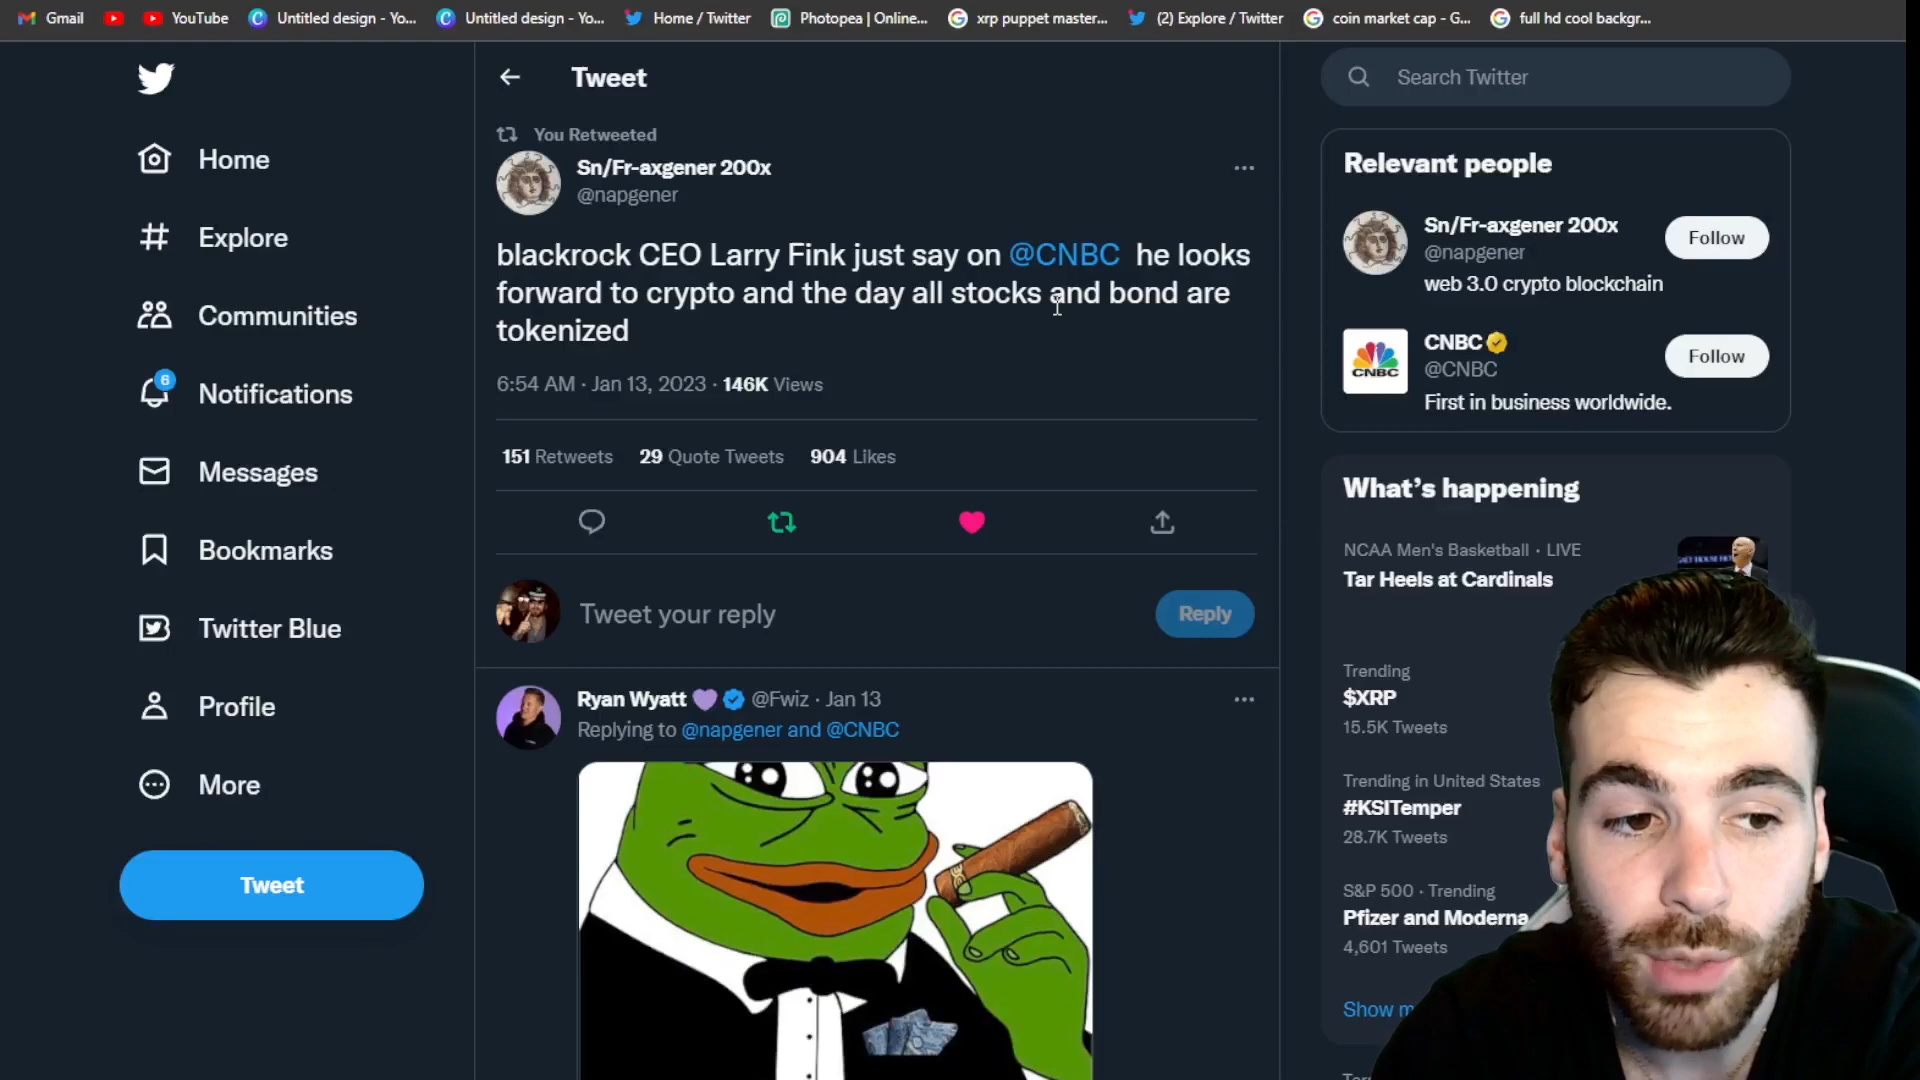 Gmail
YouTube
Untitled design - Yo...
Untitled design - Yo...
Home / Twitter
Photopea | Online...
xrp puppet master...
(2) Explore / Twitter
coin market cap - G...
full hd cool backgr...
Home
Explore
Communities
6
Notifications
Messages
Bookmarks
Twitter Blue
Profile
More
Tweet
Tweet
You Retweeted
Sn/Fr-axgener 200x
@napgener
blackrock CEO Larry Fink just say on @CNBC he looks
forward to crypto and the day all stocks and bond are
tokenized
6:54 AM · Jan 13, 2023 · 146K Views
151 Retweets 29 Quote Tweets 904 Likes
Tweet your reply
Reply
Ryan Wyatt @Fwiz · Jan 13
Replying to @napgener and @CNBC
Search Twitter
Relevant people
Sn/Fr-axgener 200x
@napgener
Follow
web 3.0 crypto blockchain
CNBC
CNBC
@CNBC
Follow
First in business worldwide.
What's happening
NCAA Men's Basketball · LIVE
Tar Heels at Cardinals
Trending
$XRP
15.5K Tweets
Trending in United States
#KSITemper
28.7K Tweets
S&P 500 · Trending
Pfizer and Moderna
4,601 Tweets
Show